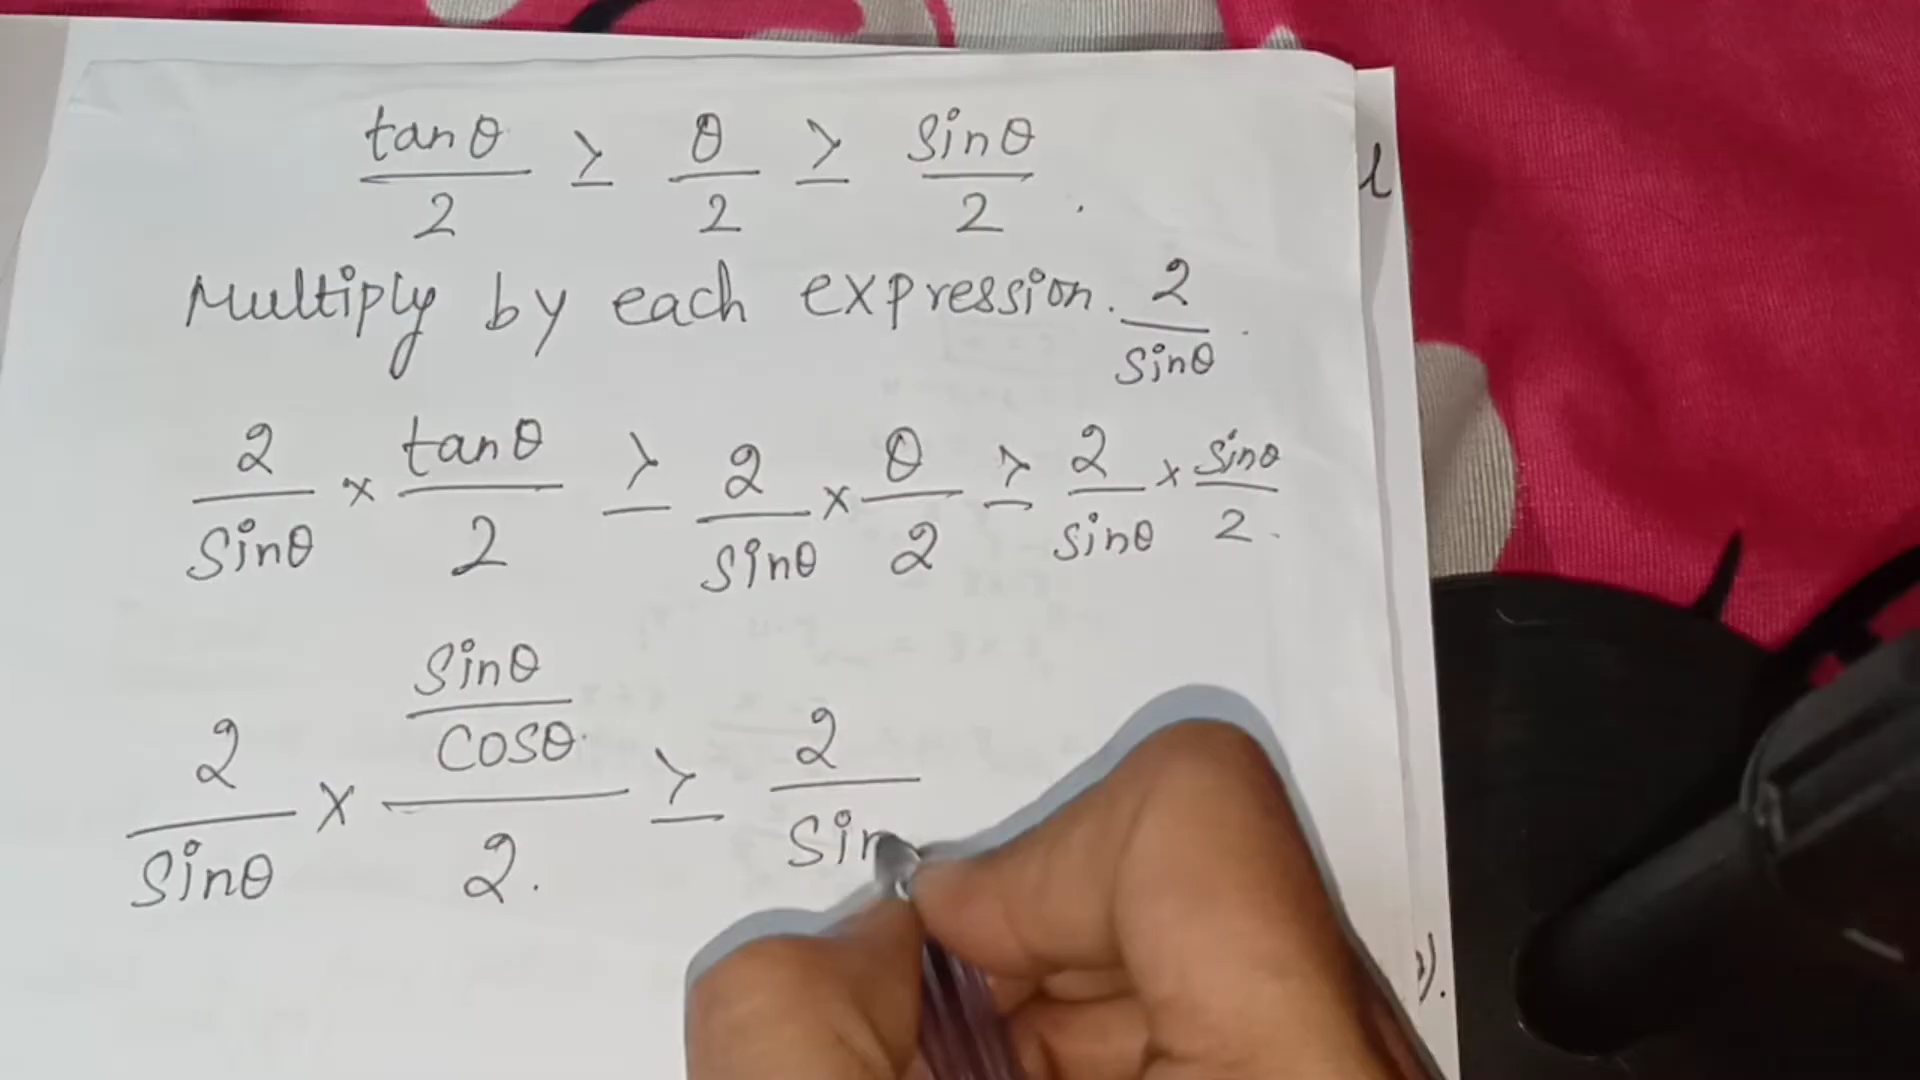 tanθ/2 ≥ θ/2 ≥ sinθ/2 .
Multiply by each expression. 2/sinθ .
2/sinθ × tanθ/2 ≥ 2/sinθ × θ/2 ≥ 2/sinθ × sinθ/2 .
2/sinθ × (sinθ/cosθ)/2 . ≥ 2/sin